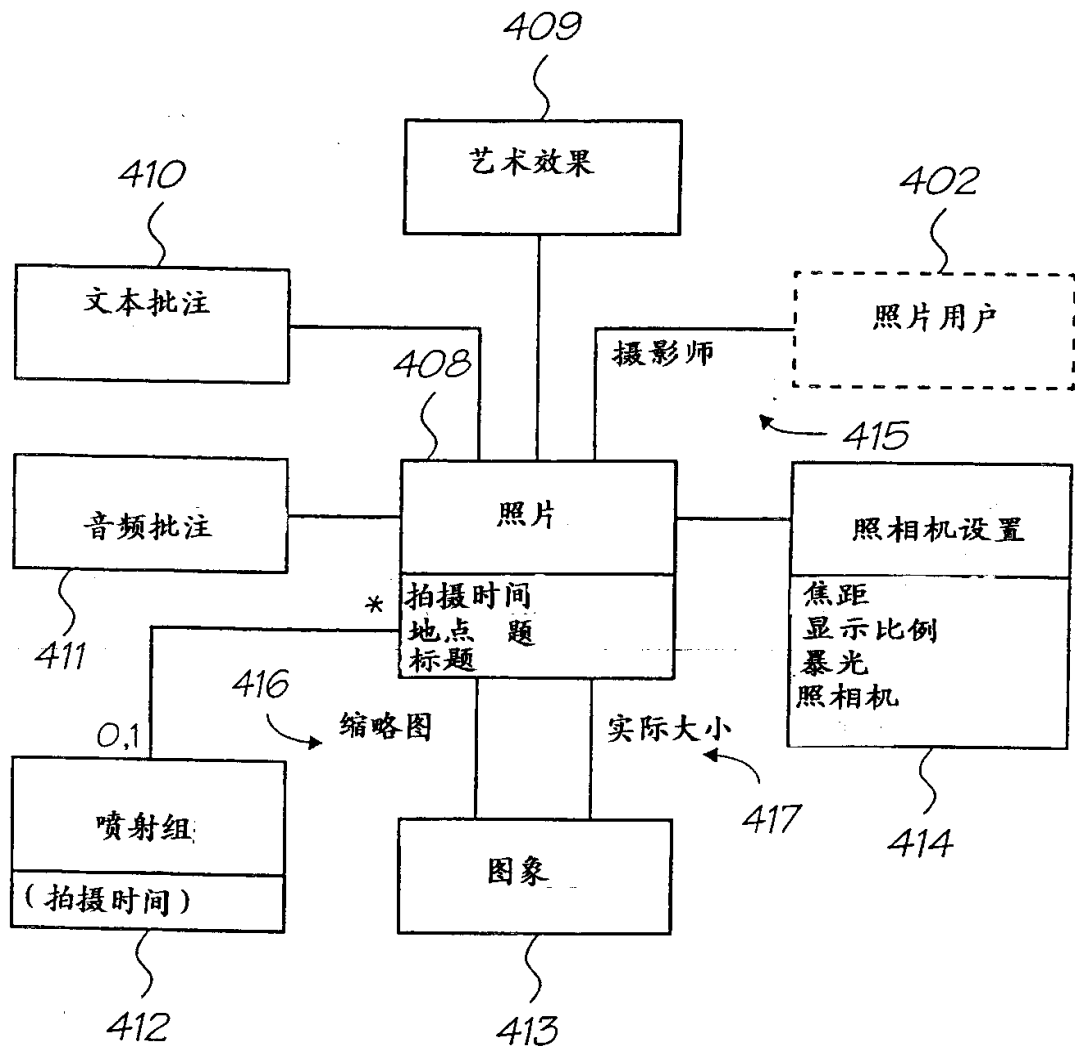 409
艺术效果
410
文本批注
402
照片用户
摄影师
408
415
音频批注
411
照片
拍摄时间
地点 题
标题
*
照相机设置
焦距
显示比例
暴光
照相机
414
416
缩略图
实际大小
417
0,1
喷射组
(拍摄时间)
412
图象
413